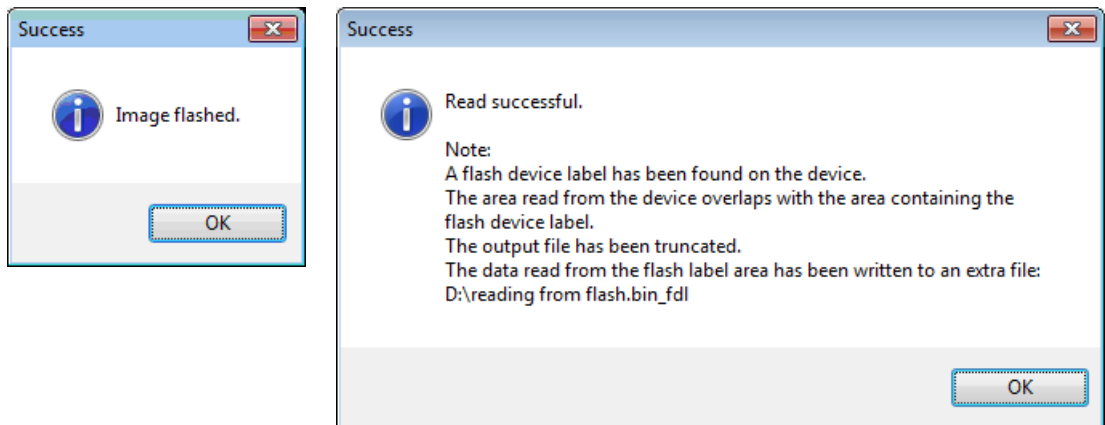 Success
Image flashed.
OK
Success
Read successful.
Note:
A flash device label has been found on the device.
The area read from the device overlaps with the area containing the
flash device label.
The output file has been truncated.
The data read from the flash label area has been written to an extra file:
D:\reading from flash.bin_fdl
OK